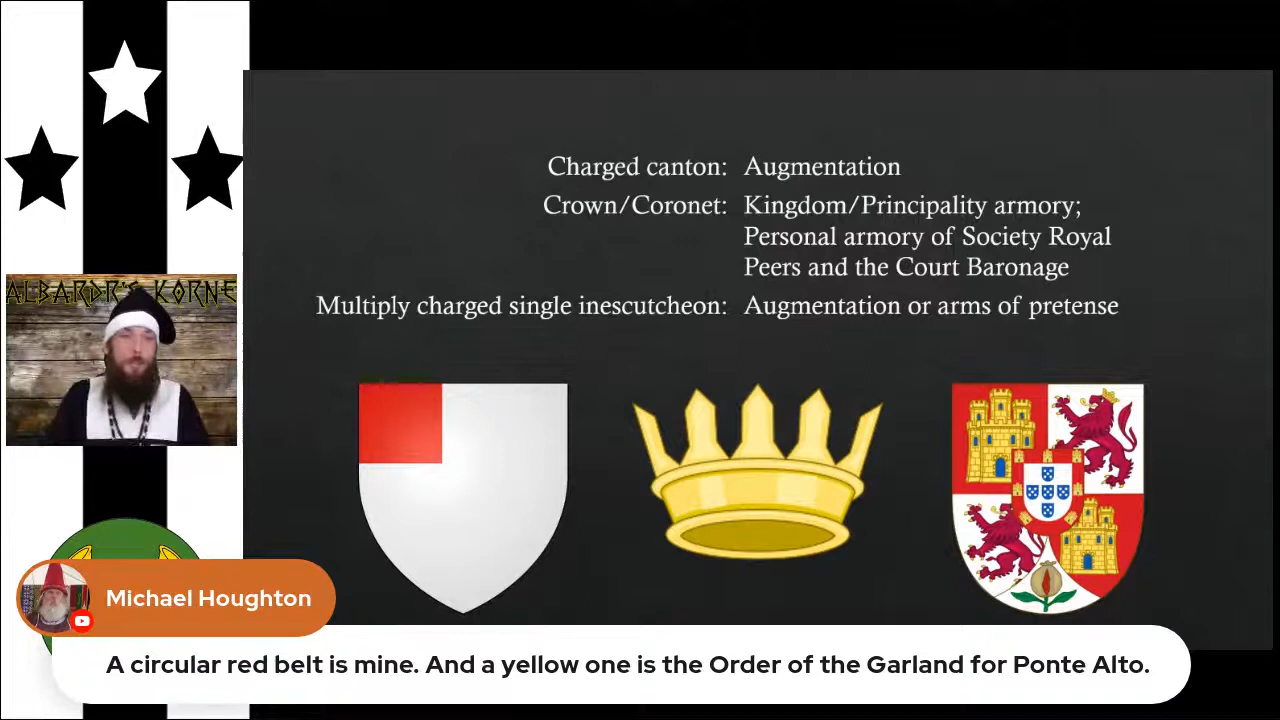 Charged canton: Augmentation
Crown/Coronet: Kingdom/Principality armory;
Personal armory of Society Royal
Peers and the Court Baronage
Multiply charged single inescutcheon: Augmentation or arms of pretense
ALBARDR'S KORNE
Michael Houghton
A circular red belt is mine. And a yellow one is the Order of the Garland for Ponte Alto.